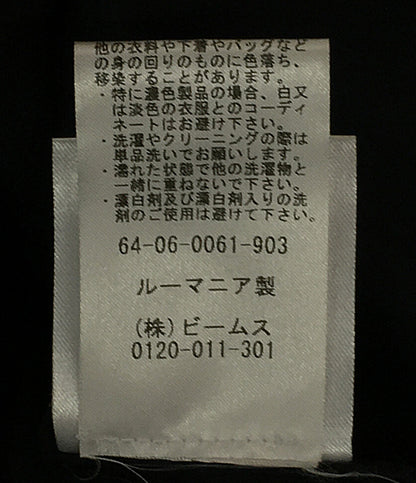 他の衣料や下着やバッグなど
の身の回りのものに色落ち、
移染することがあります。
・特に濃色製品の場合、白又
は淡色の衣服とのコーディ
ネートはお避け下さい。
・洗濯やクリーニングの際は
単品洗いでお願いします。
・濡れた状態で他の洗濯物と
一緒に重ねないで下さい。
・漂白剤及び漂白剤入りの洗
剤のご使用は避けて下さい。
64-06-0061-903
ルーマニア製
(株)ビームス
0120-011-301